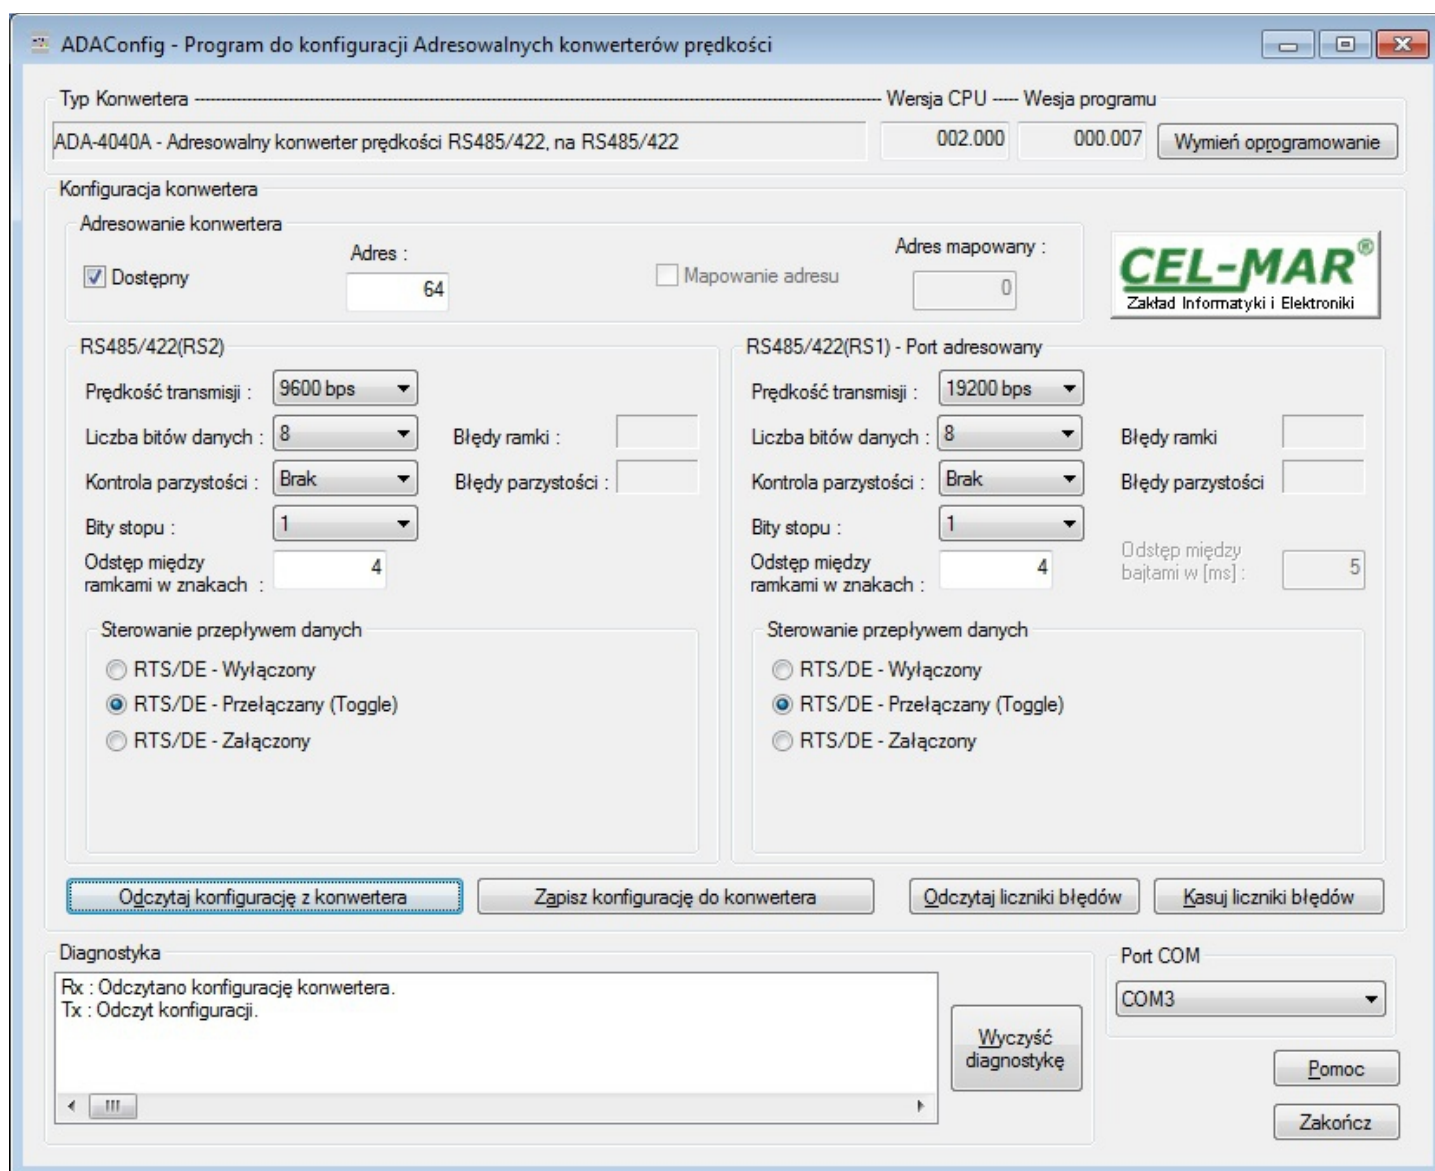 ADAConfig - Program do konfiguracji Adresowalnych konwerterów prędkości
Typ Konwertera
Wersja CPU
Wesja programu
ADA-4040A - Adresowalny konwerter prędkości RS485/422, na RS485/422
002.000
000.007
Wymień oprogramowanie
Konfiguracja konwertera
Adresowanie konwertera
Dostępny
Adres :
64
Mapowanie adresu
Adres mapowany :
0
CEL-MAR®
Zakład Informatyki i Elektroniki
RS485/422(RS2)
Prędkość transmisji : 9600 bps
Liczba bitów danych : 8
Błędy ramki :
Kontrola parzystości : Brak
Błędy parzystości :
Bity stopu : 1
Odstęp między
ramkami w znakach : 4
Sterowanie przepływem danych
RTS/DE - Wyłączony
RTS/DE - Przełączany (Toggle)
RTS/DE - Załączony
RS485/422(RS1) - Port adresowany
Prędkość transmisji : 19200 bps
Liczba bitów danych : 8
Błędy ramki
Kontrola parzystości : Brak
Błędy parzystości
Bity stopu : 1
Odstęp między
ramkami w znakach : 4
Odstęp między
bajtami w [ms] : 5
Sterowanie przepływem danych
RTS/DE - Wyłączony
RTS/DE - Przełączany (Toggle)
RTS/DE - Załączony
Odczytaj konfigurację z konwertera
Zapisz konfigurację do konwertera
Odczytaj liczniki błędów
Kasuj liczniki błędów
Diagnostyka
Rx : Odczytano konfigurację konwertera.
Tx : Odczyt konfiguracji.
Wyczyść
diagnostykę
Port COM
COM3
Pomoc
Zakończ